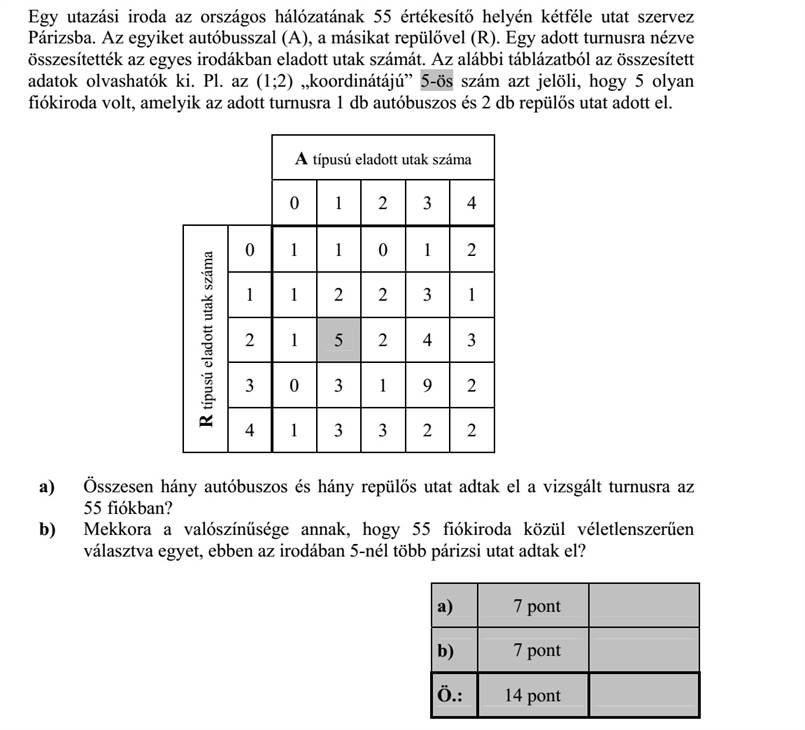 Egy utazási iroda az országos hálózatának 55 értékesítő helyén kétféle utat szervez
Párizsba. Az egyiket autóbusszal (A), a másikat repülővel (R). Egy adott turnusra nézve
összesítették az egyes irodákban eladott utak számát. Az alábbi táblázatból az összesített
adatok olvashatók ki. Pl. az (1;2) „koordinátájú” 5-ös szám azt jelöli, hogy 5 olyan
fiókiroda volt, amelyik az adott turnusra 1 db autóbuszos és 2 db repülős utat adott el.
A típusú eladott utak száma
0 1 2 3 4
R típusú eladott utak száma
0 1 1 0 1 2
1 1 2 2 3 1
2 1 5 2 4 3
3 0 3 1 9 2
4 1 3 3 2 2
a) Összesen hány autóbuszos és hány repülős utat adtak el a vizsgált turnusra az
55 fiókban?
b) Mekkora a valószínűsége annak, hogy 55 fiókiroda közül véletlenszerűen
választva egyet, ebben az irodában 5-nél több párizsi utat adtak el?
a) 7 pont
b) 7 pont
Ö.: 14 pont